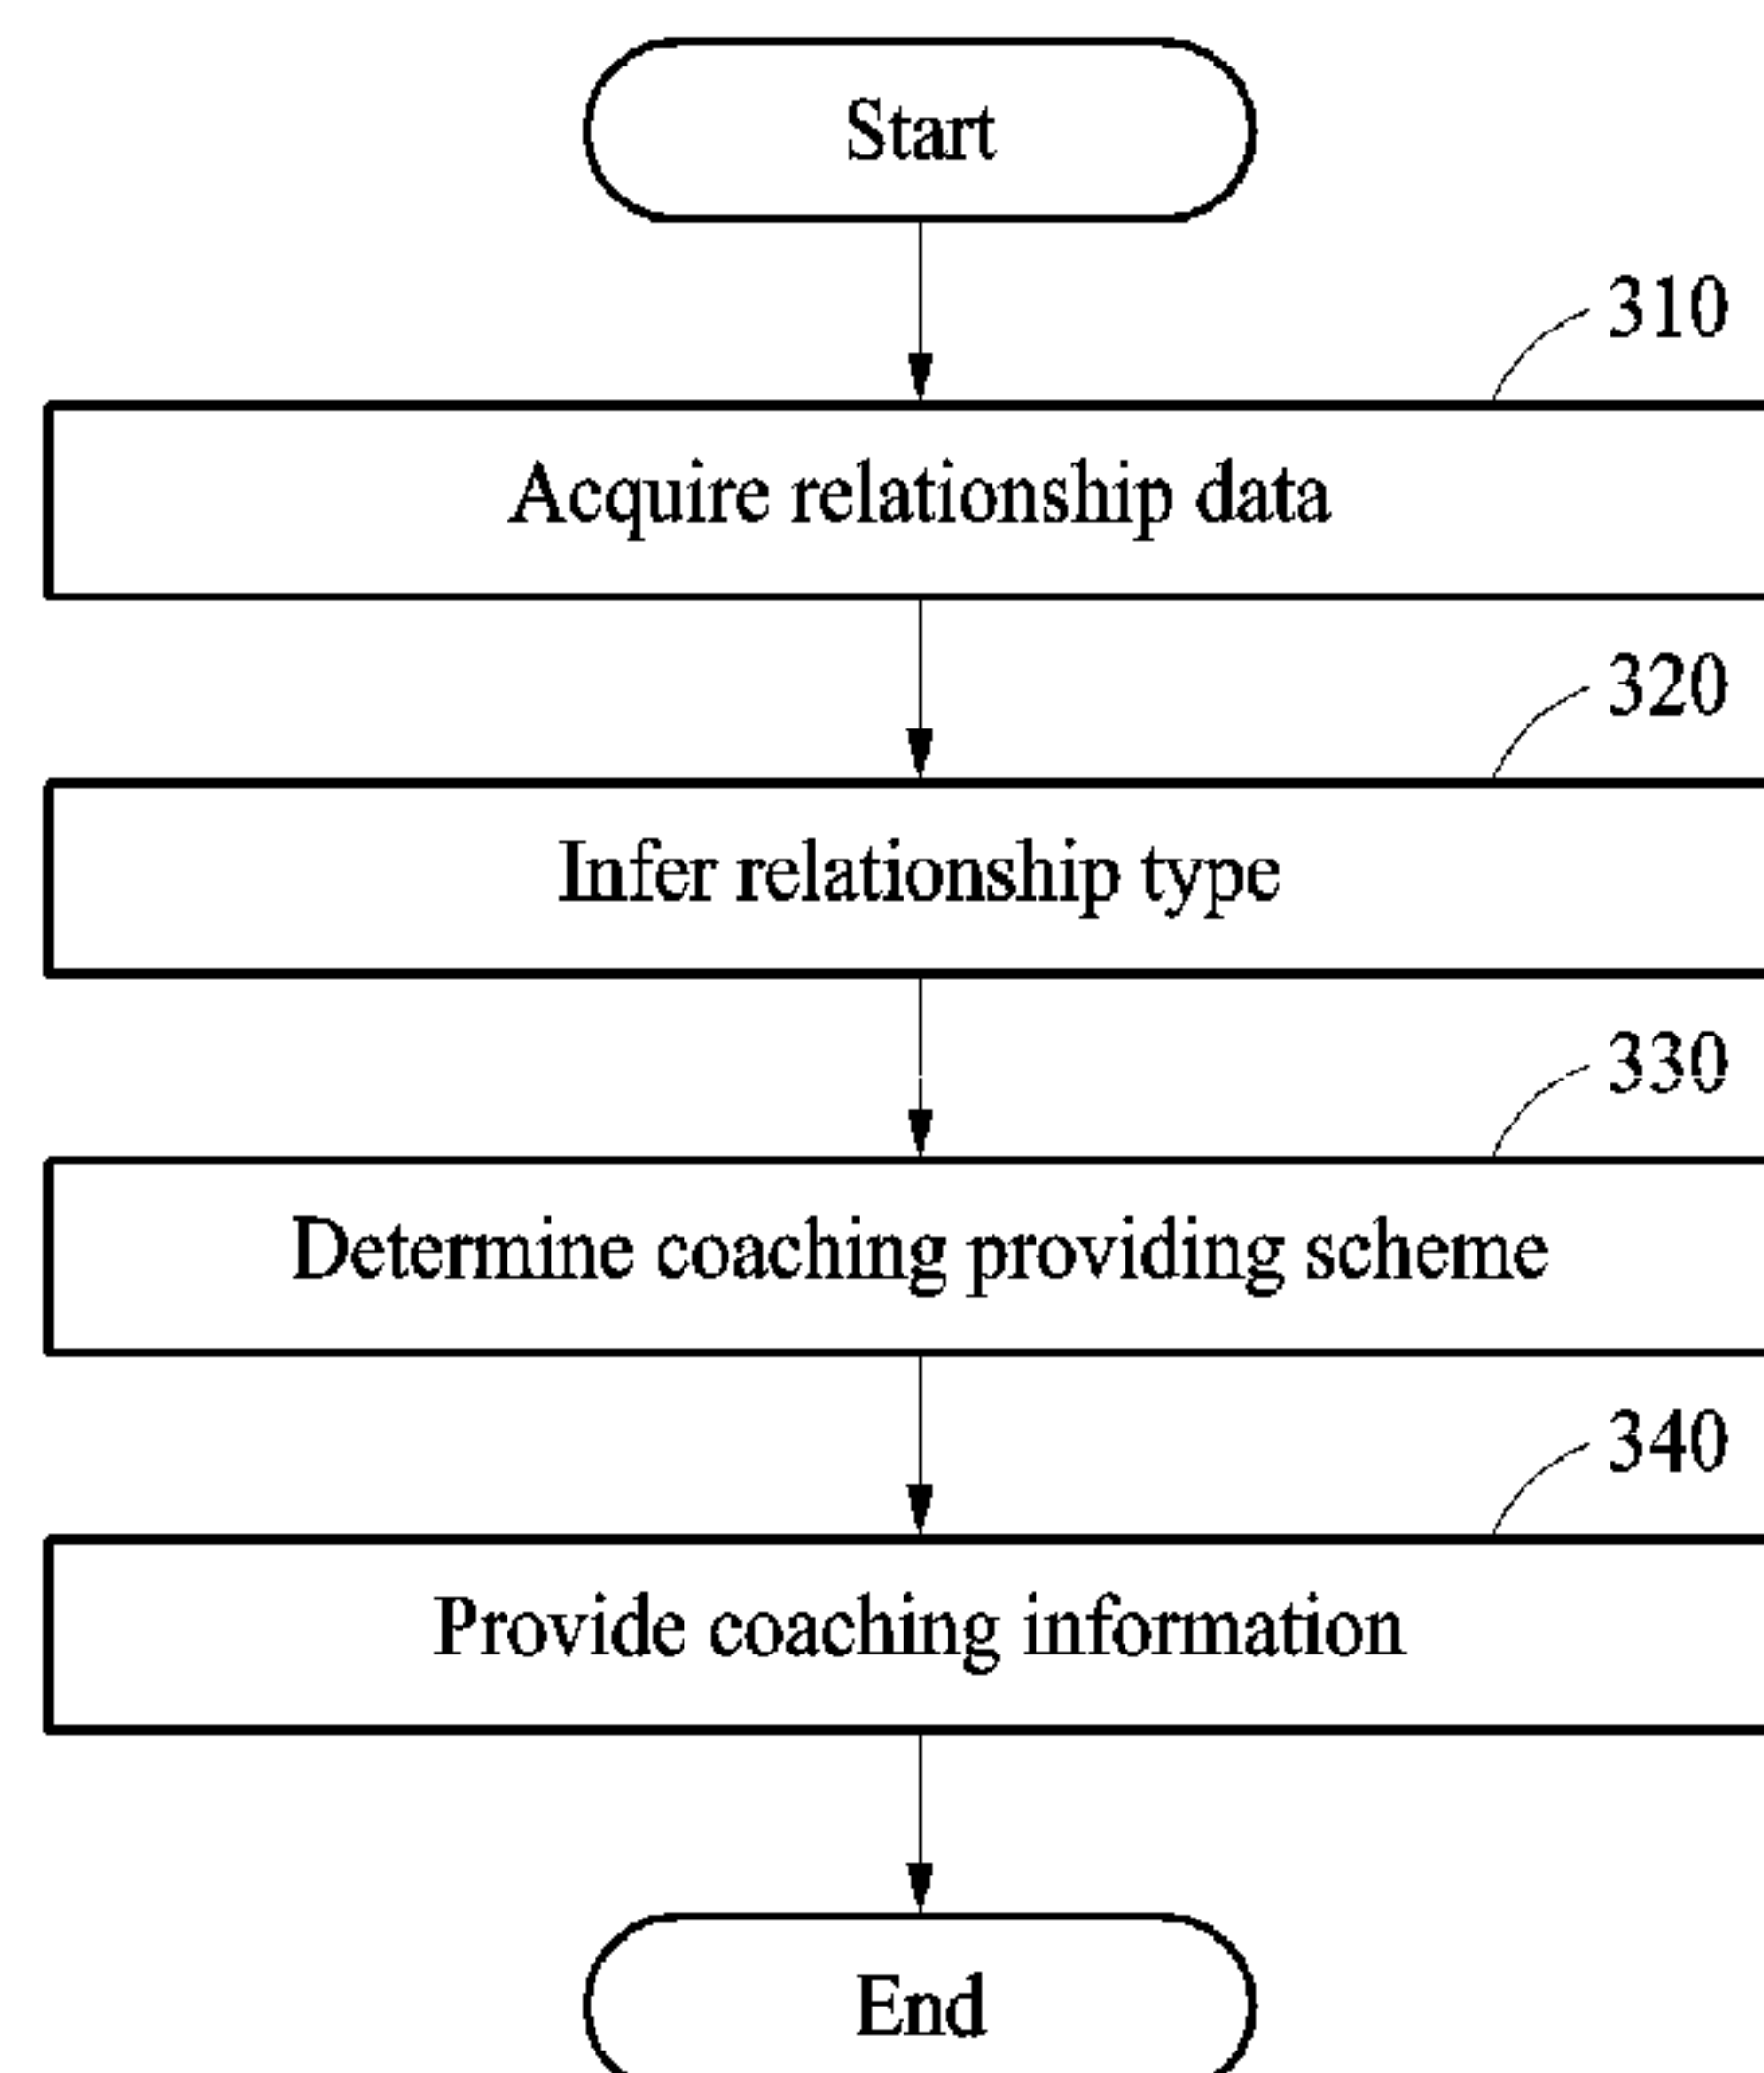 Start
310
Acquire relationship data
320
Infer relationship type
330
Determine coaching providing scheme
340
Provide coaching information
End